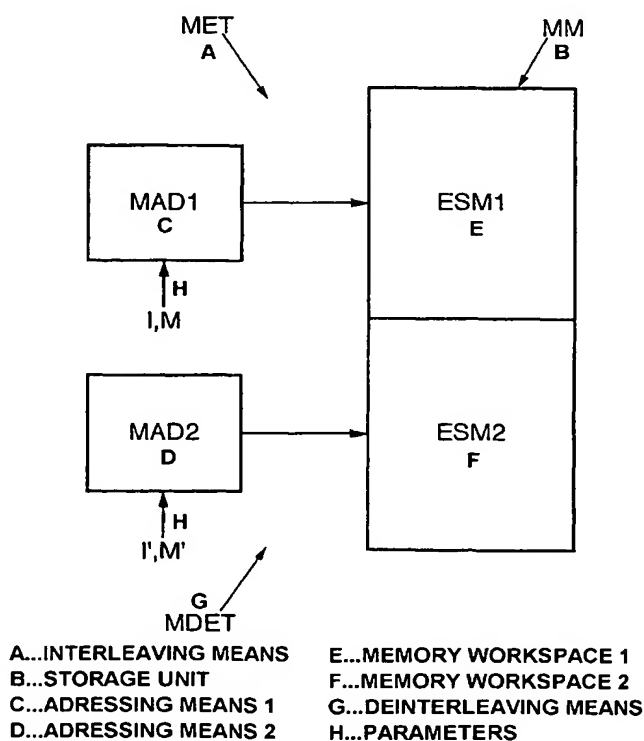 MET
A
MM
B
MAD1
C
ESM1
E
H
I,M
MAD2
D
ESM2
F
H
I',M'
G
MDET
A...INTERLEAVING MEANS
B...STORAGE UNIT
C...ADRESSING MEANS 1
D...ADRESSING MEANS 2
E...MEMORY WORKSPACE 1
F...MEMORY WORKSPACE 2
G...DEINTERLEAVING MEANS
H...PARAMETERS